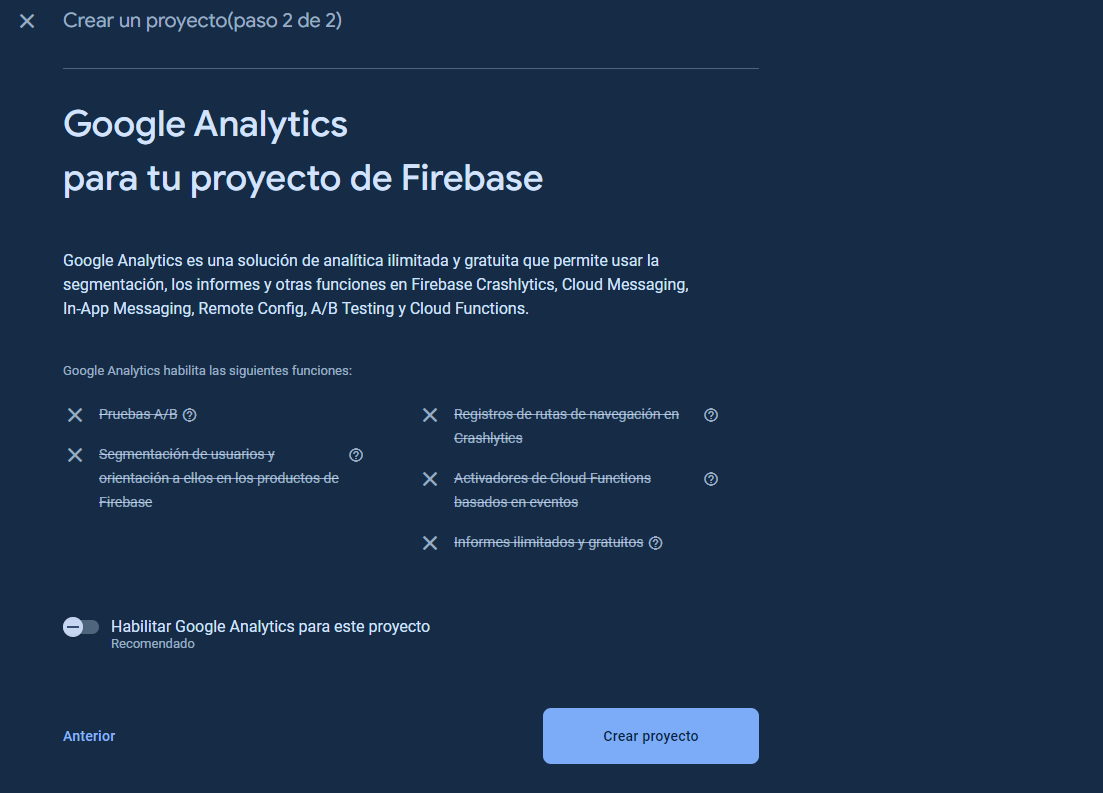 Crear un proyecto(paso 2 de 2)
Google Analytics
para tu proyecto de Firebase
Google Analytics es una solución de analítica ilimitada y gratuita que permite usar la
segmentación, los informes y otras funciones en Firebase Crashlytics, Cloud Messaging,
In-App Messaging, Remote Config, A/B Testing y Cloud Functions.
Google Analytics habilita las siguientes funciones:
Pruebas A/B
Segmentación de usuarios y
orientación a ellos en los productos de
Firebase
Registros de rutas de navegación en
Crashlytics
Activadores de Cloud Functions
basados en eventos
Informes ilimitados y gratuitos
Habilitar Google Analytics para este proyecto
Recomendado
Anterior
Crear proyecto